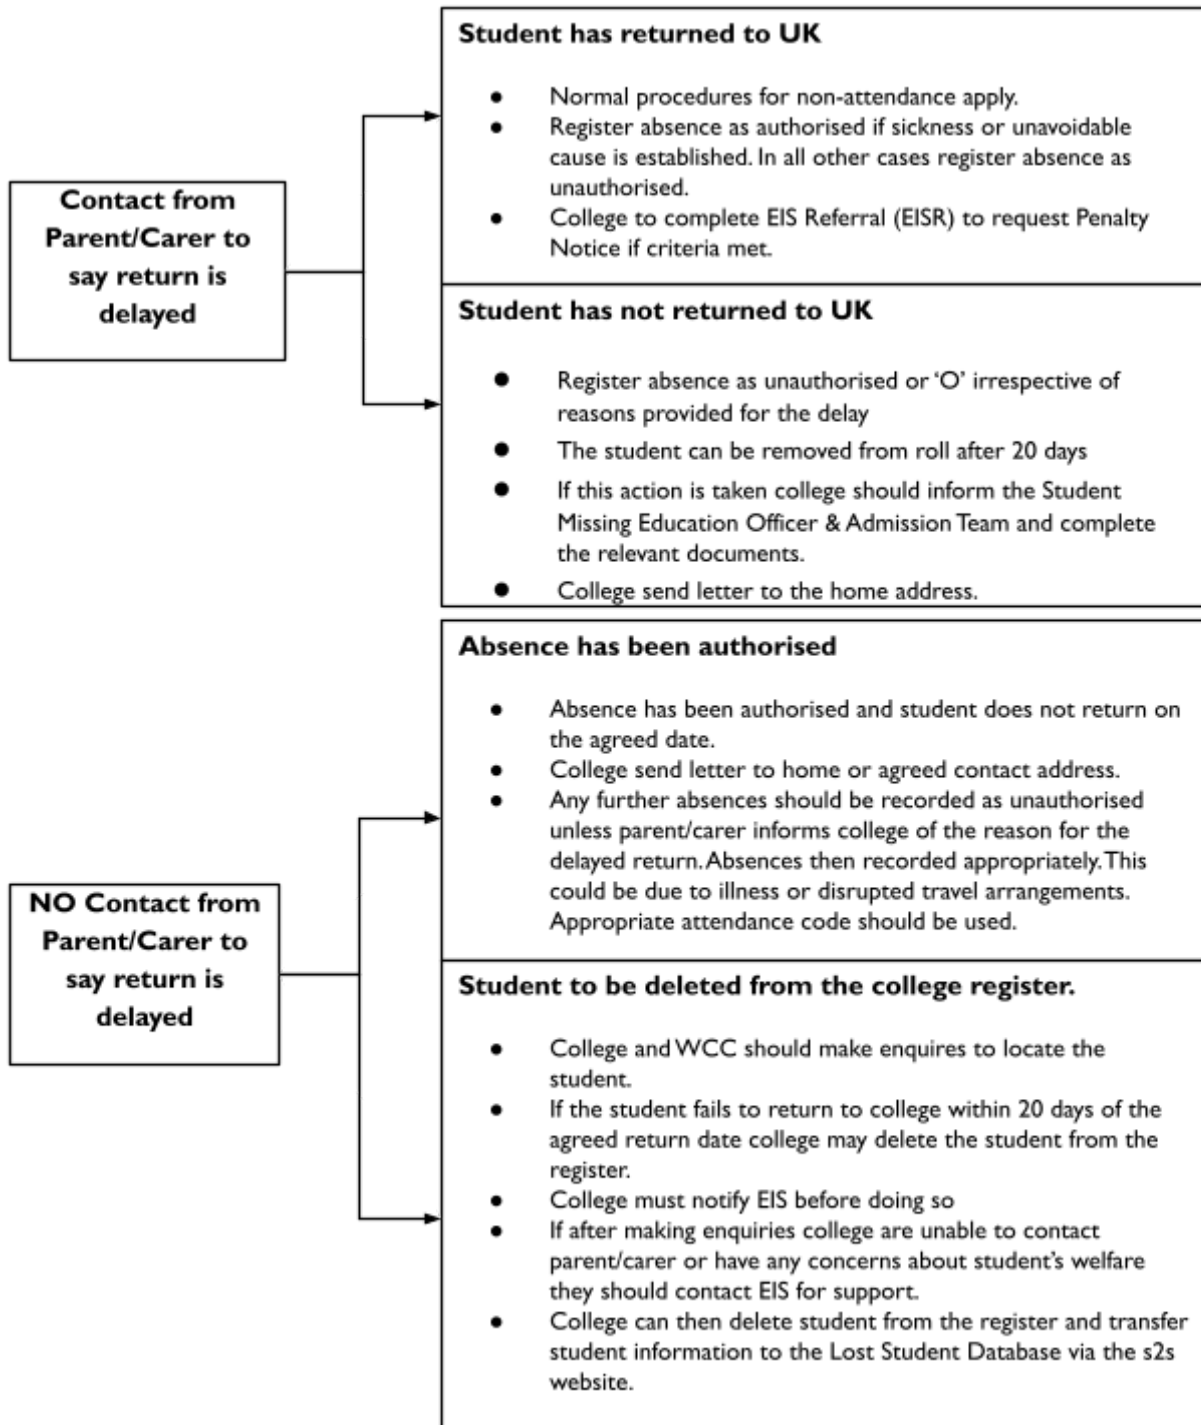 Contact from
Parent/Carer to
say return is
delayed
Student has returned to UK
● Normal procedures for non-attendance apply.
● Register absence as authorised if sickness or unavoidable
cause is established. In all other cases register absence as
unauthorised.
● College to complete EIS Referral (EISR) to request Penalty
Notice if criteria met.
Student has not returned to UK
● Register absence as unauthorised or ‘O’ irrespective of
reasons provided for the delay
● The student can be removed from roll after 20 days
● If this action is taken college should inform the Student
Missing Education Officer & Admission Team and complete
the relevant documents.
● College send letter to the home address.
NO Contact from
Parent/Carer to
say return is
delayed
Absence has been authorised
● Absence has been authorised and student does not return on
the agreed date.
● College send letter to home or agreed contact address.
● Any further absences should be recorded as unauthorised
unless parent/carer informs college of the reason for the
delayed return. Absences then recorded appropriately. This
could be due to illness or disrupted travel arrangements.
Appropriate attendance code should be used.
Student to be deleted from the college register.
● College and WCC should make enquires to locate the
student.
● If the student fails to return to college within 20 days of the
agreed return date college may delete the student from the
register.
● College must notify EIS before doing so
● If after making enquiries college are unable to contact
parent/carer or have any concerns about student’s welfare
they should contact EIS for support.
● College can then delete student from the register and transfer
student information to the Lost Student Database via the s2s
website.